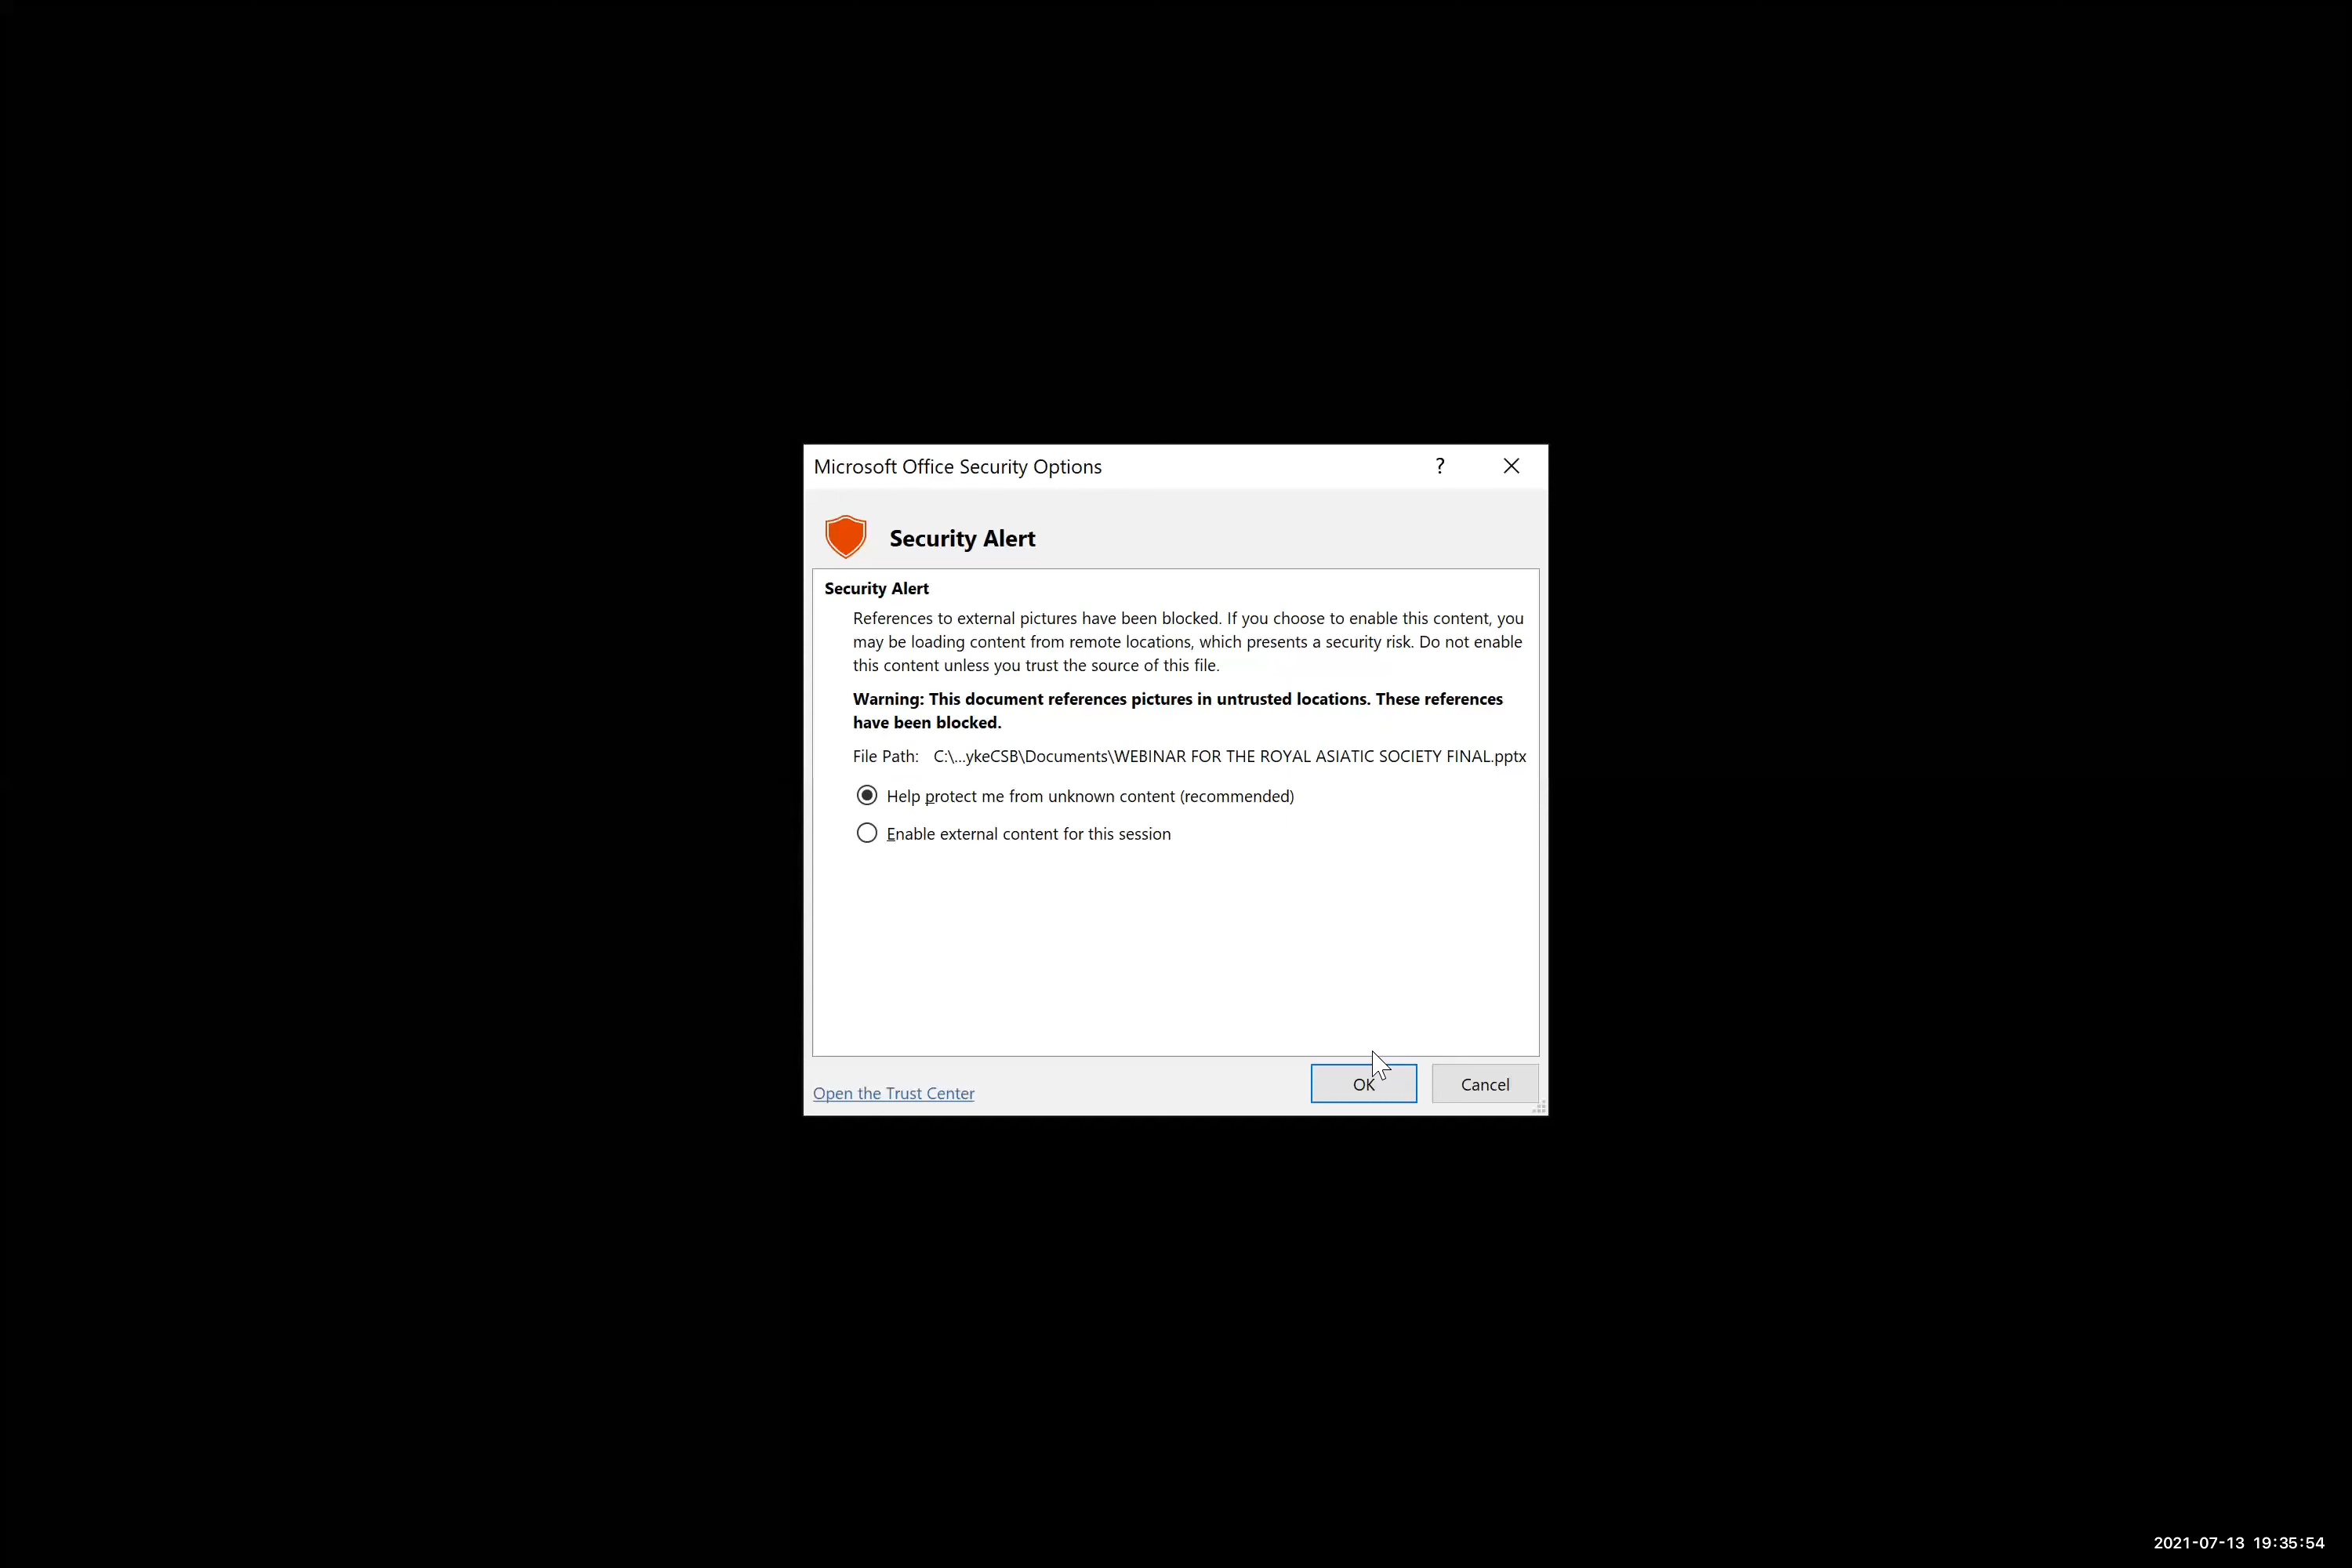 Microsoft Office Security Options
?
Security Alert
Security Alert
References to external pictures have been blocked. If you choose to enable this content, you
may be loading content from remote locations, which presents a security risk. Do not enable
this content unless you trust the source of this file.
Warning: This document references pictures in untrusted locations. These references
have been blocked.
File Path: C:\...ykeCSB\Documents\WEBINAR FOR THE ROYAL ASIATIC SOCIETY FINAL.pptx
Help protect me from unknown content (recommended)
Enable external content for this session
Open the Trust Center
OK
Cancel
2021-07-13 19:35:54